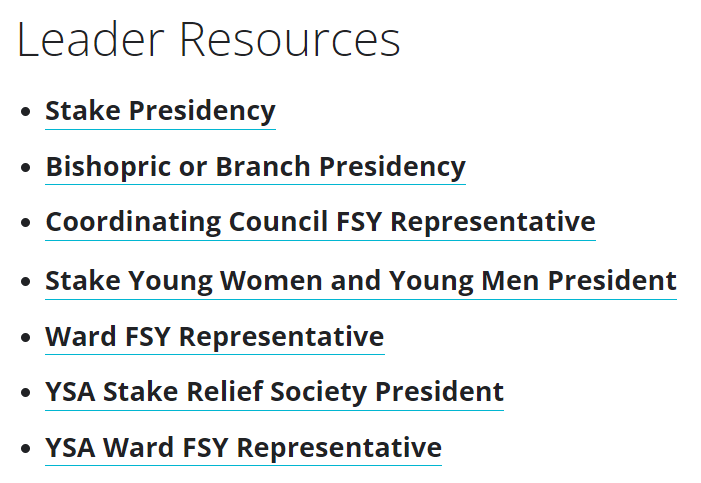 Leader Resources
Stake Presidency
Bishopric or Branch Presidency
Coordinating Council FSY Representative
Stake Young Women and Young Men President
Ward FSY Representative
YSA Stake Relief Society President
YSA Ward FSY Representative